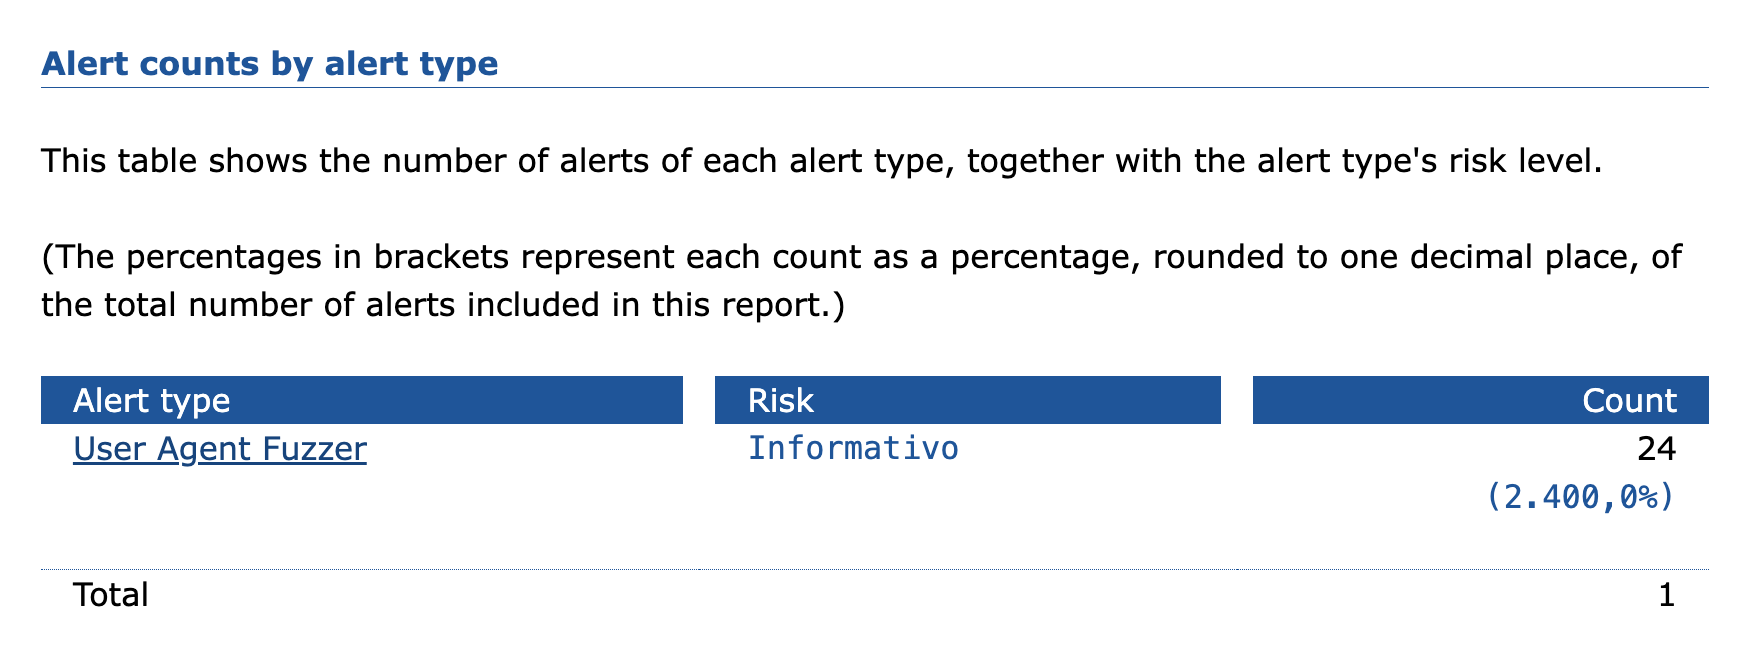 Alert counts by alert type
This table shows the number of alerts of each alert type, together with the alert type's risk level.
(The percentages in brackets represent each count as a percentage, rounded to one decimal place, of
the total number of alerts included in this report.)
Alert type Risk Count
User Agent Fuzzer Informativo 24
(2.400,0%)
Total 1